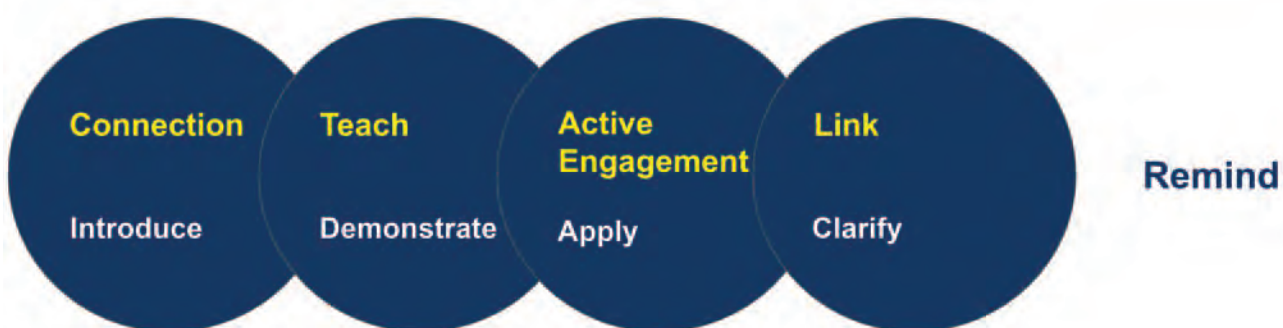 Connection
Introduce
Teach
Demonstrate
Active
Engagement
Apply
Link
Clarify
Remind